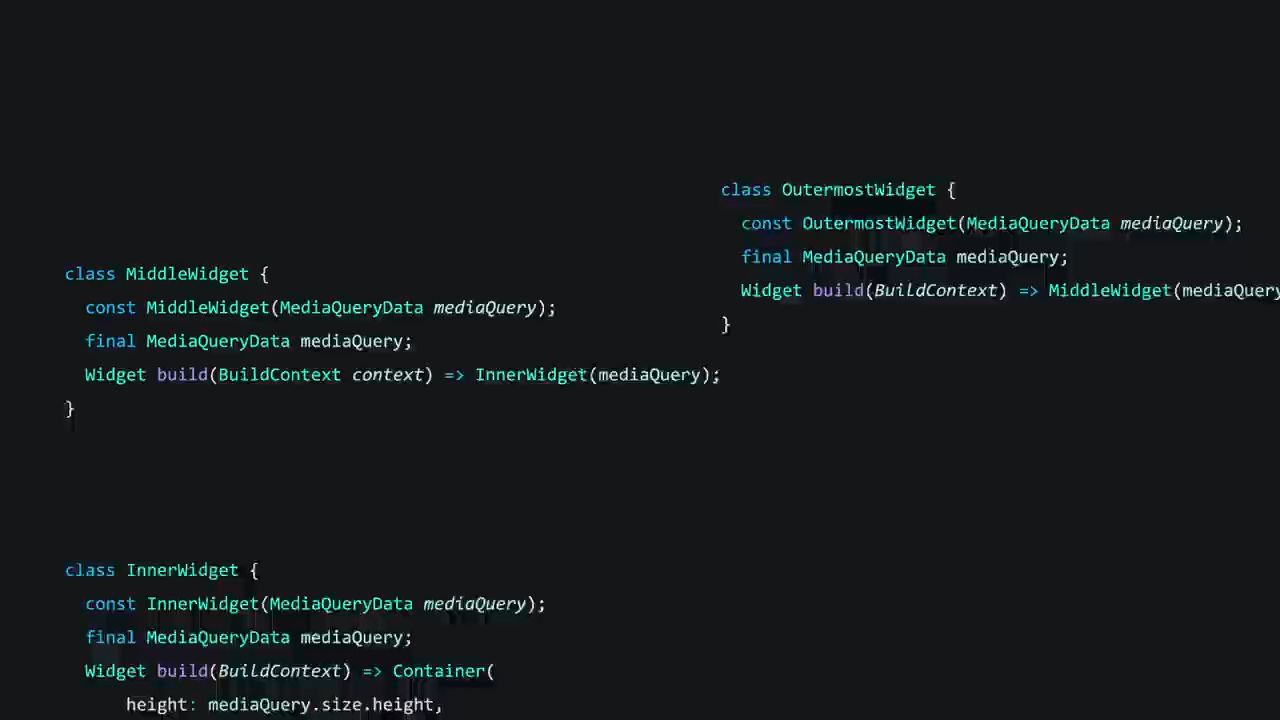 class OutermostWidget {
  const OutermostWidget(MediaQueryData mediaQuery);
  final MediaQueryData mediaQuery;
  Widget build(BuildContext) => MiddleWidget(mediaQuery
}
class MiddleWidget {
  const MiddleWidget(MediaQueryData mediaQuery);
  final MediaQueryData mediaQuery;
  Widget build(BuildContext context) => InnerWidget(mediaQuery);
}
class InnerWidget {
  const InnerWidget(MediaQueryData mediaQuery);
  final MediaQueryData mediaQuery;
  Widget build(BuildContext) => Container(
      height: mediaQuery.size.height,